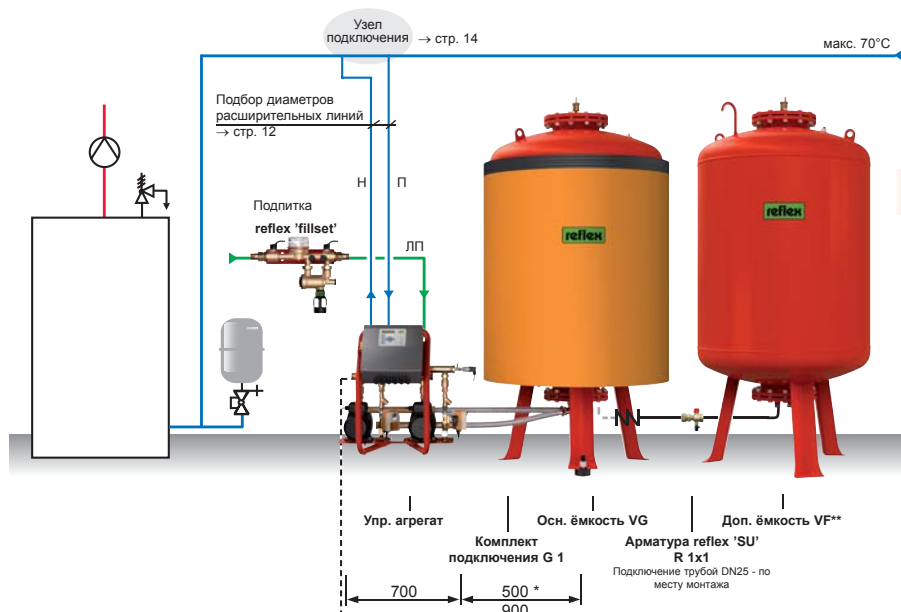 Узел
подключения → стр. 14
макс. 70°C
Подбор диаметров
расширительных линий
→ стр. 12
Н
П
Подпитка
reflex 'fillset'
ЛП
reflex
reflex
Упр. агрегат
Осн. ёмкость VG
Доп. ёмкость VF**
Комплект
подключения G 1
Арматура reflex 'SU'
R 1x1
Подключение трубой DN25 - по
месту монтажа
700
500 *
900